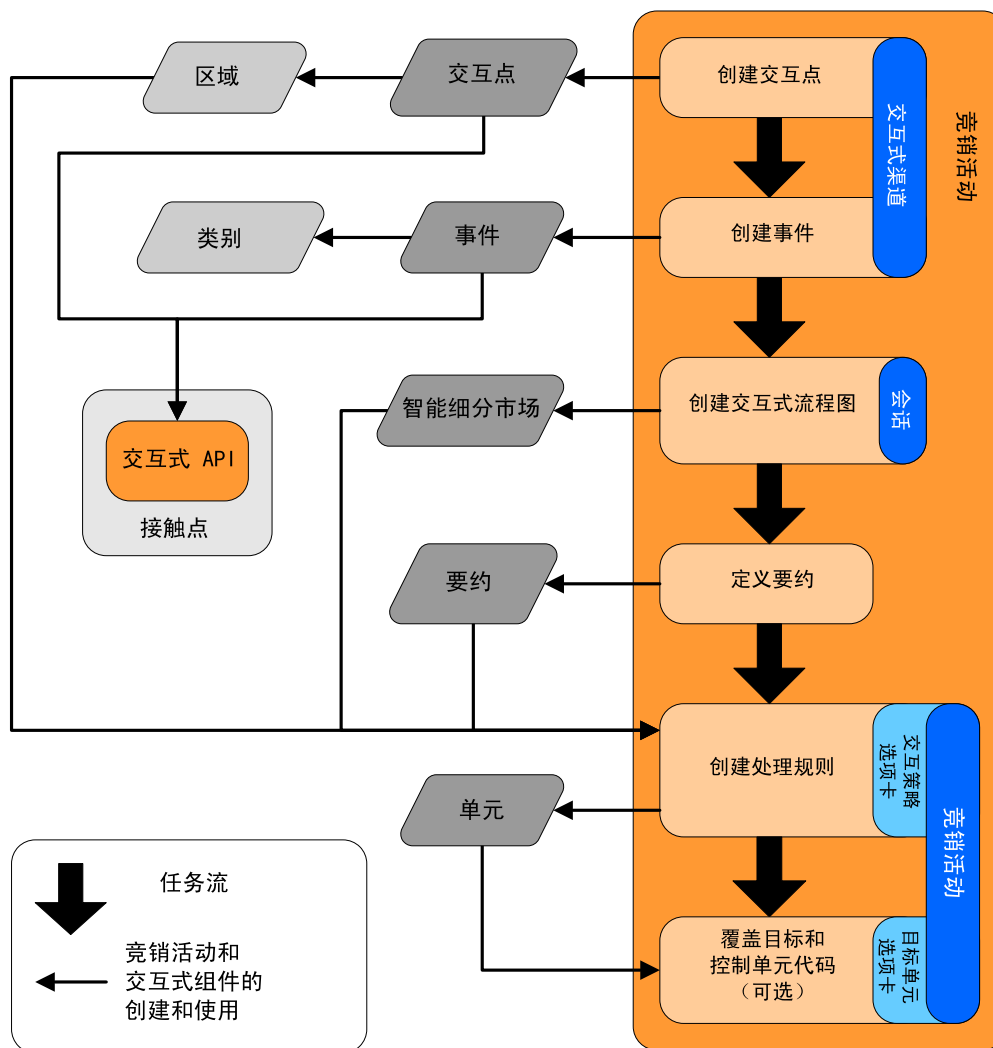 区域
交互点
创建交互点
交互式渠道
竞销活动
类别
事件
创建事件
智能细分市场
创建交互式流程图
会话
交互式 API
接触点
要约
定义要约
创建处理规则
交互策略
选项卡
单元
竞销活动
覆盖目标和
控制单元代码
（可选）
目标单元
选项卡
任务流
竞销活动和
交互式组件的
创建和使用